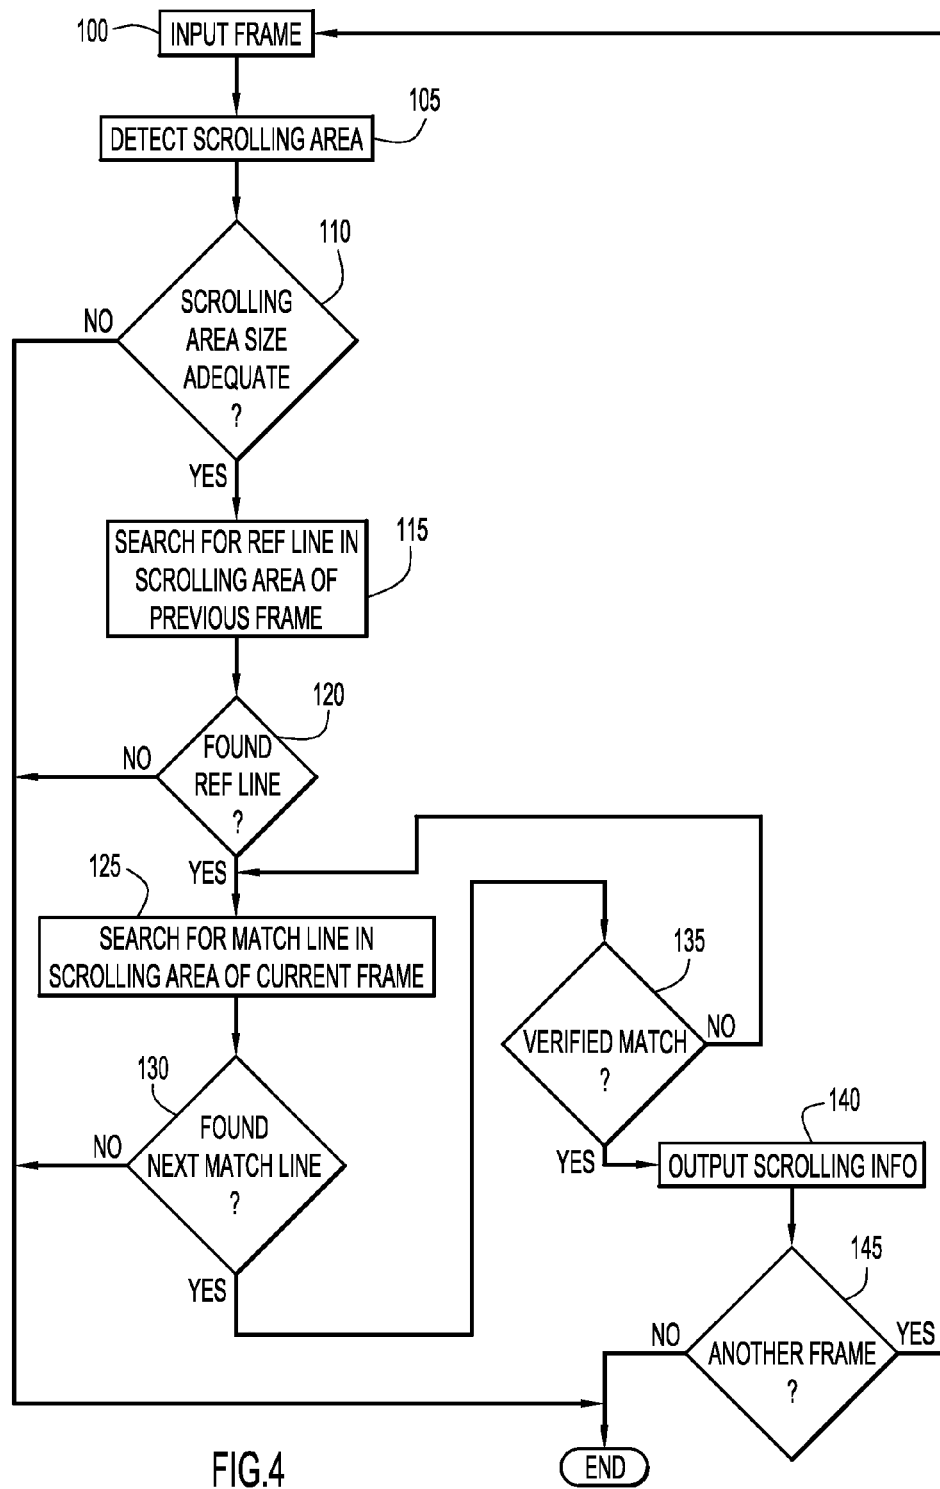 100
INPUT FRAME
105
DETECT SCROLLING AREA
110
SCROLLING
AREA SIZE
ADEQUATE
?
NO
YES
115
SEARCH FOR REF LINE IN
SCROLLING AREA OF
PREVIOUS FRAME
120
FOUND
REF LINE
?
NO
YES
125
SEARCH FOR MATCH LINE IN
SCROLLING AREA OF CURRENT FRAME
130
FOUND
NEXT MATCH LINE
?
NO
YES
135
VERIFIED MATCH
?
NO
YES
140
OUTPUT SCROLLING INFO
145
ANOTHER FRAME
?
NO
YES
END
FIG.4